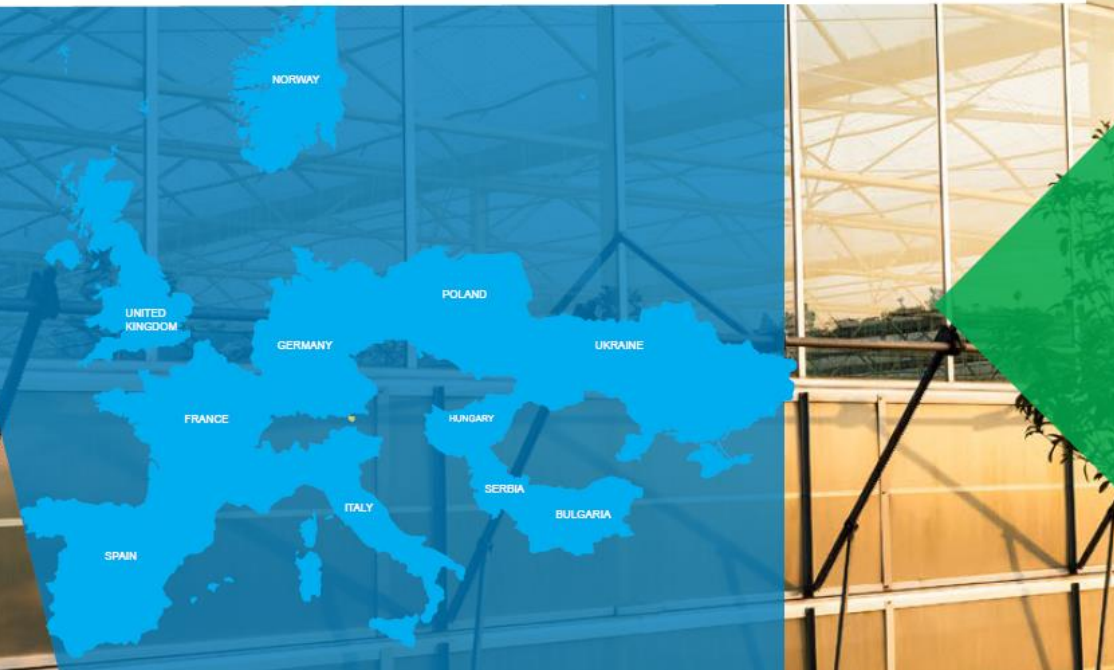 NORWAY
POLAND
UNITED
KINGDOM
GERMANY
UKRAINE
FRANCE
HUNGARY
SERBIA
ITALY
BULGARIA
SPAIN